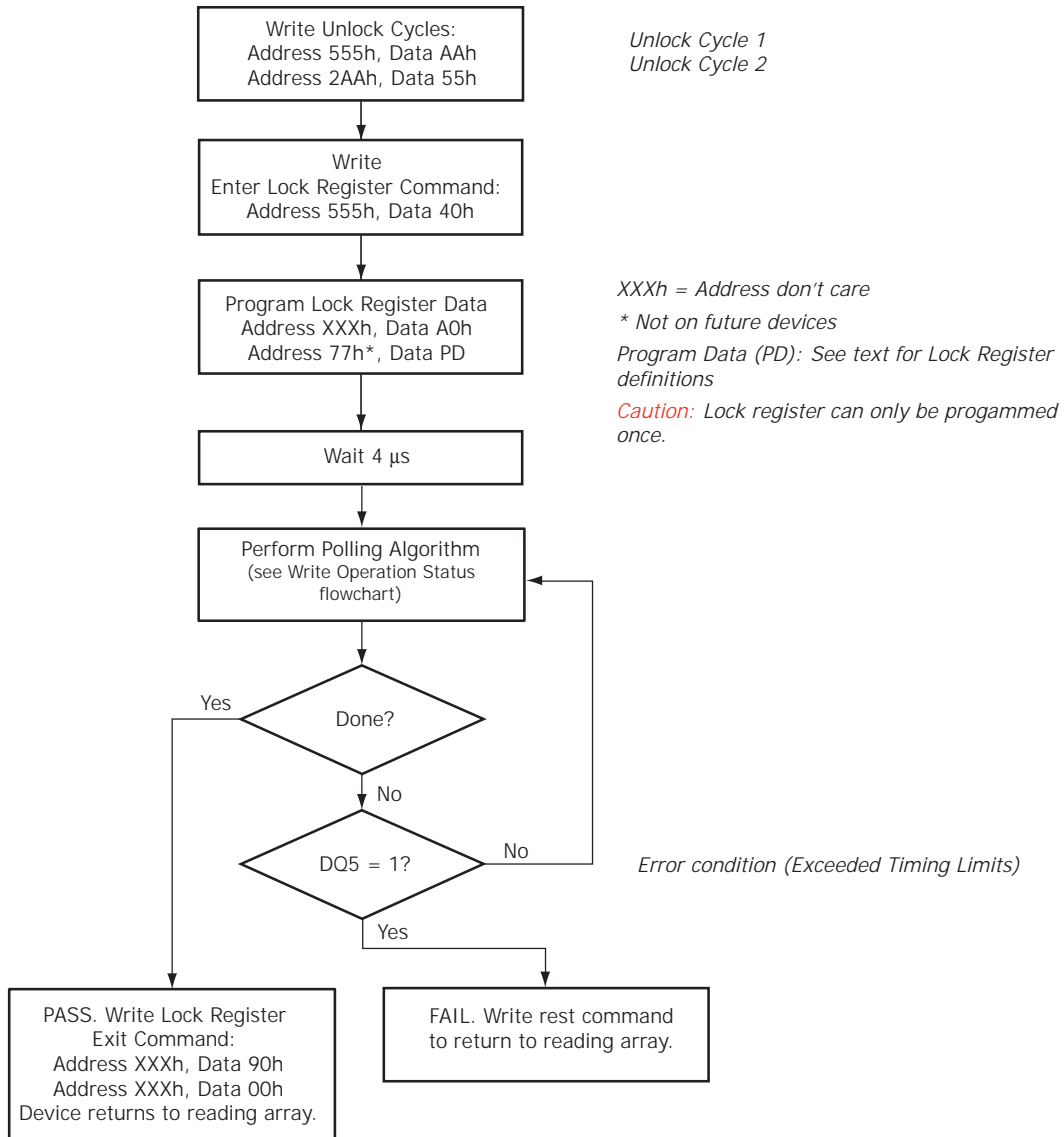 Write Unlock Cycles:
Address 555h, Data AAh
Address 2AAh, Data 55h
Unlock Cycle 1
Unlock Cycle 2
Write
Enter Lock Register Command:
Address 555h, Data 40h
Program Lock Register Data
Address XXXh, Data A0h
Address 77h*, Data PD
XXXh = Address don't care
* Not on future devices
Program Data (PD): See text for Lock Register
definitions
Caution: Lock register can only be progammed
once.
Wait 4 μs
Perform Polling Algorithm
(see Write Operation Status
flowchart)
Yes
Done?
No
DQ5 = 1?
No
Error condition (Exceeded Timing Limits)
Yes
PASS. Write Lock Register
Exit Command:
Address XXXh, Data 90h
Address XXXh, Data 00h
Device returns to reading array.
FAIL. Write rest command
to return to reading array.